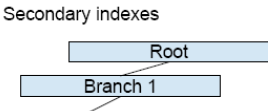 Secondary indexes
Root
Branch 1